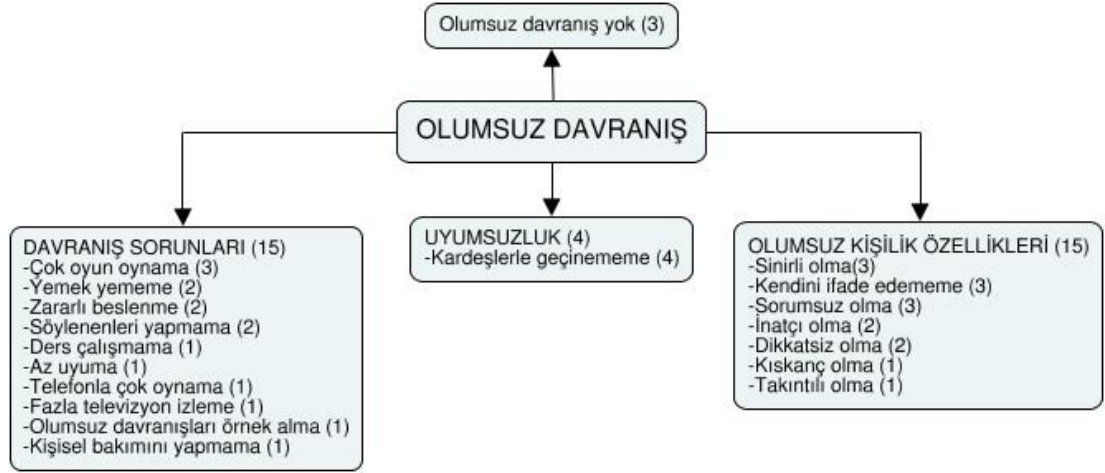 Olumsuz davranış yok (3)
OLUMSUZ DAVRANIŞ
DAVRANIŞ SORUNLARI (15)
-Çok oyun oynama (3)
-Yemek yememe (2)
-Zararlı beslenme (2)
-Söylenenleri yapmama (2)
-Ders çalışmama (1)
-Az uyuma (1)
-Telefonla çok oynama (1)
-Fazla televizyon izleme (1)
-Olumsuz davranışları örnek alma (1)
-Kişisel bakımını yapmama (1)
UYUMSUZLUK (4)
-Kardeşlerle geçinememe (4)
OLUMSUZ KİŞİLİK ÖZELLİKLERİ (15)
-Sinirli olma(3)
-Kendini ifade edememe (3)
-Sorumsuz olma (3)
-İnatçı olma (2)
-Dikkatsiz olma (2)
-Kıskanç olma (1)
-Takıntılı olma (1)